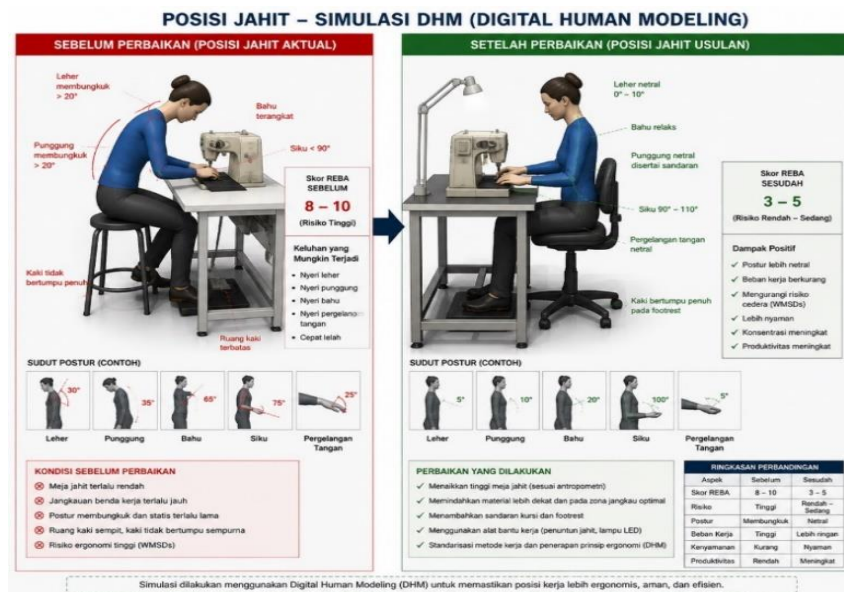 POSISI JAHIT – SIMULASI DHM (DIGITAL HUMAN MODELING)
SEBELUM PERBAIKAN (POSISI JAHIT AKTUAL)
Leher
membungkuk
> 20°
Bahu
terangkat
Punggung
membungkuk
> 20°
Siku < 90°
Kaki tidak
bertumpu penuh
Ruang kaki
terbatas
Skor REBA
SEBELUM
8 – 10
(Risiko Tinggi)
Keluhan yang
Mungkin Terjadi
• Nyeri leher
• Nyeri punggung
• Nyeri bahu
• Nyeri pergelangan
tangan
• Cepat lelah
SUDUT POSTUR (CONTOH)
30°
35°
65°
75°
25°
Leher
Punggung
Bahu
Siku
Pergelangan
Tangan
KONDISI SEBELUM PERBAIKAN
Meja jahit terlalu rendah
Jangkauan benda kerja terlalu jauh
Postur membungkuk dan statis terlalu lama
Ruang kaki sempit, kaki tidak bertumpu sempurna
Risiko ergonomi tinggi (WMSDs)
SETELAH PERBAIKAN (POSISI JAHIT USULAN)
Leher netral
0° – 10°
Bahu relaks
Punggung netral
disertai sandaran
Siku 90° – 110°
Pergelangan tangan
netral
Kaki bertumpu penuh
pada footrest
Skor REBA
SESUDAH
3 – 5
(Risiko Rendah – Sedang)
Dampak Positif
✓ Postur lebih netral
✓ Beban kerja berkurang
✓ Mengurangi risiko
cedera (WMSDs)
✓ Lebih nyaman
✓ Konsentrasi meningkat
✓ Produktivitas meningkat
SUDUT POSTUR (CONTOH)
5°
10°
20°
100°
5°
Leher
Punggung
Bahu
Siku
Pergelangan
Tangan
PERBAIKAN YANG DILAKUKAN
✓ Menaikkan tinggi meja jahit (sesuai antropometri)
✓ Memindahkan material lebih dekat dan pada zona jangkau optimal
✓ Menambahkan sandaran kursi dan footrest
✓ Menggunakan alat bantu kerja (penuntun jahit, lampu LED)
✓ Standarisasi metode kerja dan penerapan prinsip ergonomi (DHM)
RINGKASAN PERBANDINGAN
Aspek Sebelum Sesudah
Skor REBA 8 – 10 3 – 5
Risiko Tinggi Rendah – Sedang
Postur Membungkuk Netral
Beban Kerja Tinggi Lebih ringan
Kenyamanan Kurang Nyaman
Produktivitas Rendah Meningkat
Simulasi dilakukan menggunakan Digital Human Modeling (DHM) untuk memastikan posisi kerja lebih ergonomis, aman, dan efisien.